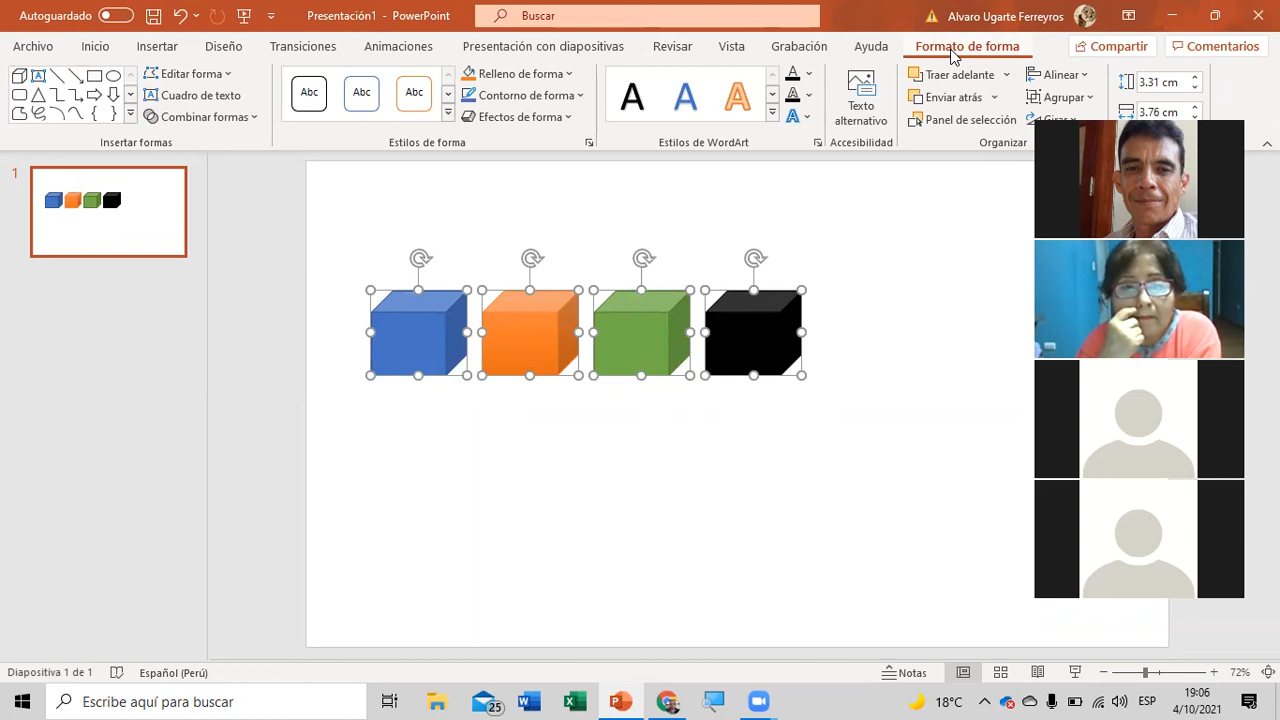 Autoguardado
Presentación1 - PowerPoint
Buscar
Alvaro Ugarte Ferreyros
Archivo Inicio Insertar Diseño Transiciones Animaciones Presentación con diapositivas Revisar Vista Grabación Ayuda Formato de forma Compartir Comentarios
Editar forma
Cuadro de texto
Combinar formas
Insertar formas
Abc Abc Abc
Relleno de forma
Contorno de forma
Efectos de forma
Estilos de forma
A A A
A
A
A
Estilos de WordArt
Texto
alternativo
Accesibilidad
Traer adelante
Enviar atrás
Panel de selección
Alinear
Agrupar
Girar
Organizar
3.31 cm
3.76 cm
1
Diapositiva 1 de 1 Español (Perú) Notas 72%
Escribe aquí para buscar
25
18°C
ESP
19:06
4/10/2021